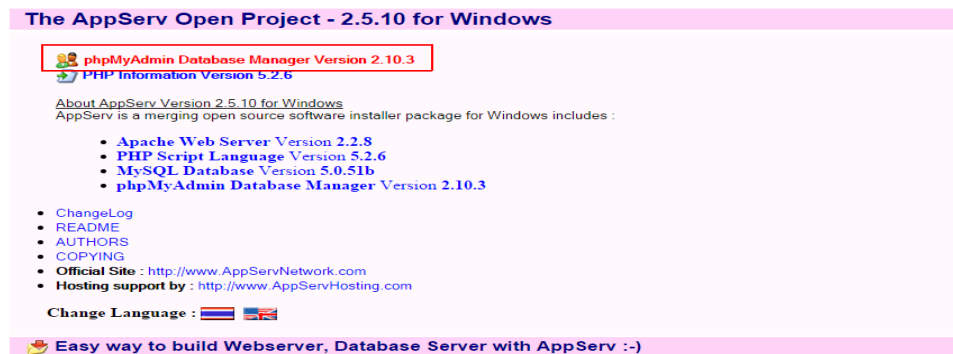 The AppServ Open Project - 2.5.10 for Windows
phpMyAdmin Database Manager Version 2.10.3
PHP Information Version 5.2.6
About AppServ Version 2.5.10 for Windows
AppServ is a merging open source software installer package for Windows includes :
Apache Web Server Version 2.2.8
PHP Script Language Version 5.2.6
MySQL Database Version 5.0.51b
phpMyAdmin Database Manager Version 2.10.3
ChangeLog
README
AUTHORS
COPYING
Official Site : http://www.AppServNetwork.com
Hosting support by : http://www.AppServHosting.com
Change Language :
Easy way to build Webserver, Database Server with AppServ :-)